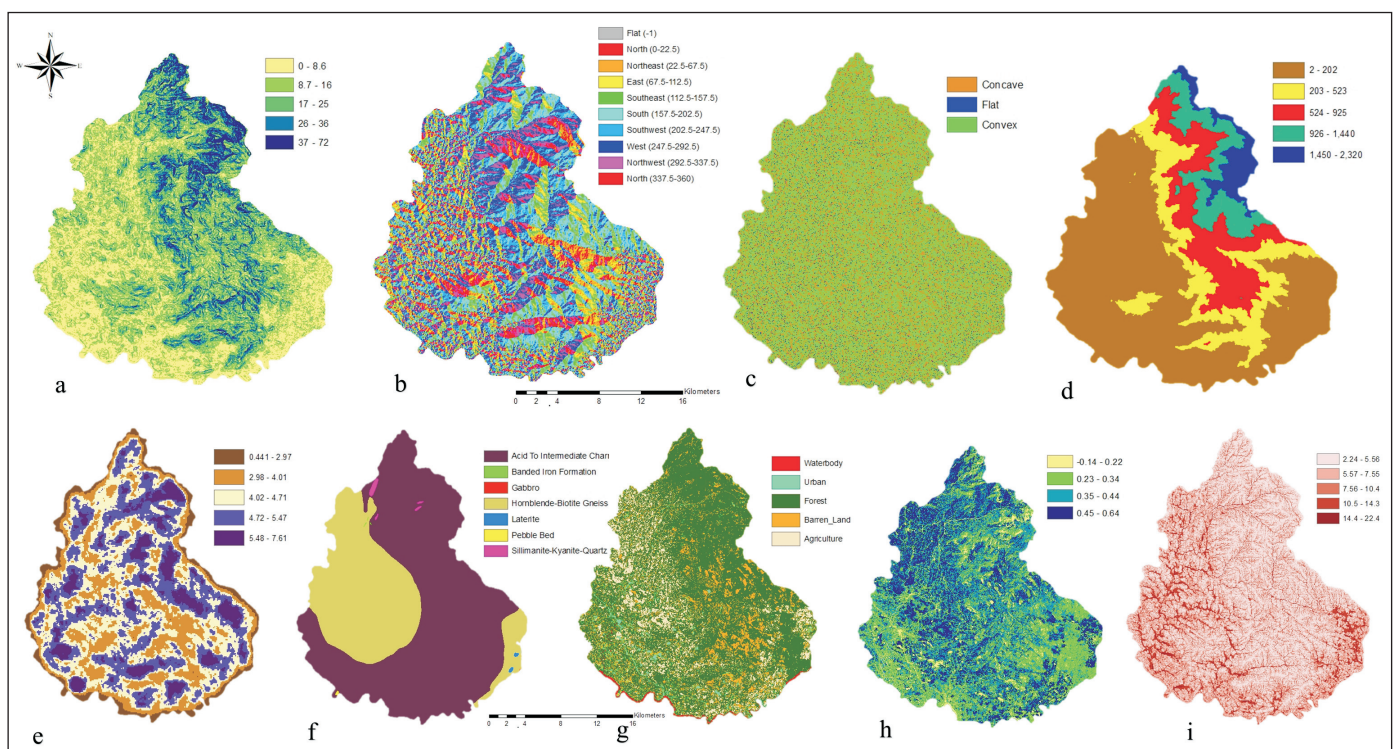 N
W
E
S
0 - 8.6
8.7 - 16
17 - 25
26 - 36
37 - 72
a
Flat (-1)
North (0-22.5)
Northeast (22.5-67.5)
East (67.5-112.5)
Southeast (112.5-157.5)
South (157.5-202.5)
Southwest (202.5-247.5)
West (247.5-292.5)
Northwest (292.5-337.5)
North (337.5-360)
b
Kilometers
0 1 2 4 8 12 16
Concave
Flat
Convex
c
2 - 202
203 - 523
524 - 925
926 - 1,440
1,450 - 2,320
d
0.441 - 2.97
2.98 - 4.01
4.02 - 4.71
4.72 - 5.47
5.48 - 7.61
e
Acid To Intermediate Charı
Banded Iron Formation
Gabbro
Hornblende-Biotite Gneiss
Laterite
Pebble Bed
Sillimanite-Kyanite-Quartz
f
Kilometers
0 1 2 4 8 12 16
Waterbody
Urban
Forest
Barren_Land
Agriculture
g
-0.14 - 0.22
0.23 - 0.34
0.35 - 0.44
0.45 - 0.64
h
2.24 - 5.56
5.57 - 7.55
7.56 - 10.4
10.5 - 14.3
14.4 - 22.4
i